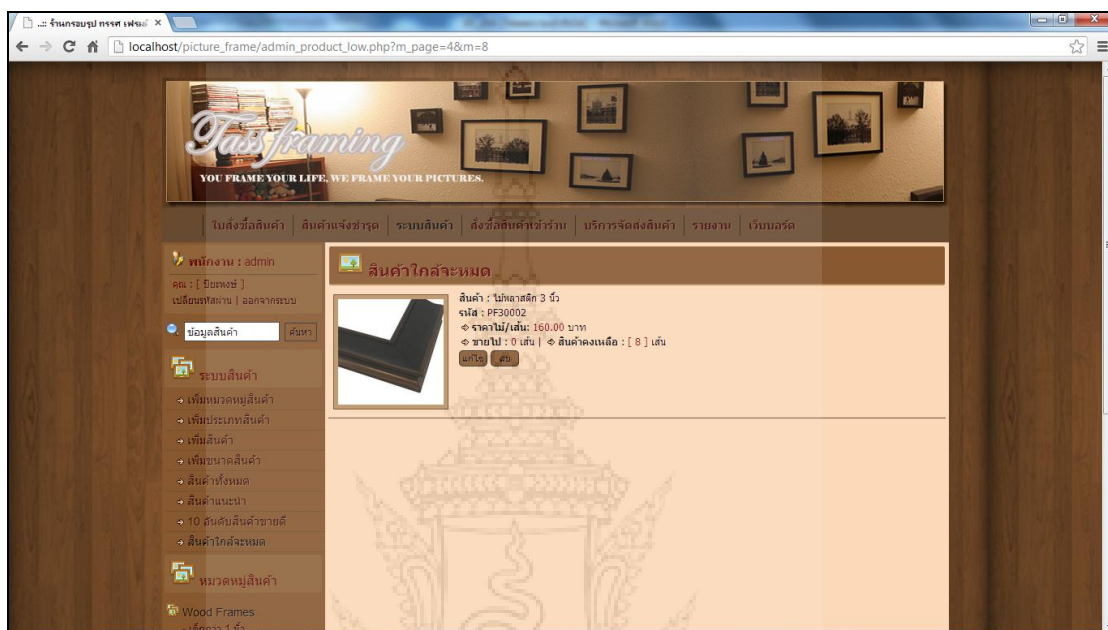 ..:: ร้านกรอบรูป ทรรศ เฟรม
localhost/picture_frame/admin_product_low.php?m_page=4&m=8
Tass framing
YOU FRAME YOUR LIFE, WE FRAME YOUR PICTURES.
ใบสั่งซื้อสินค้า | สินค้าแจ้งชำรุด | ระบบสินค้า | สั่งซื้อสินค้าเข้าร้าน | บริการจัดส่งสินค้า | รายงาน | เว็บบอร์ด
พนักงาน : admin
คุณ : [ ปิยะพงษ์ ]
เปลี่ยนรหัสผ่าน | ออกจากระบบ
ข้อมูลสินค้า ค้นหา
ระบบสินค้า
เพิ่มหมวดหมู่สินค้า
เพิ่มประเภทสินค้า
เพิ่มสินค้า
เพิ่มขนาดสินค้า
สินค้าทั้งหมด
สินค้าแนะนำ
10 อันดับสินค้าขายดี
สินค้าใกล้จะหมด
หมวดหมู่สินค้า
Wood Frames
- เล็กกว่า 1 นิ้ว
สินค้าใกล้จะหมด
สินค้า : ไม้พลาสติก 3 นิ้ว
รหัส : PF30002
ราคาไม้/เส้น: 160.00 บาท
ขายไป : 0 เส้น | สินค้าคงเหลือ : [ 8 ] เส้น
แก้ไข ลบ